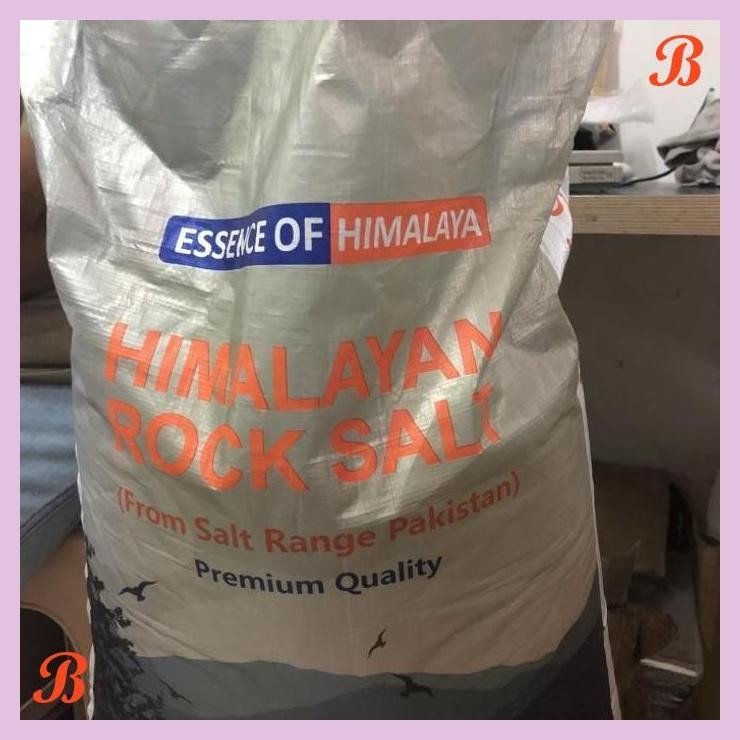 B
ESSENCE OF HIMALAYA
HIMALAYAN
ROCK SALT
(From Salt Range Pakistan)
Premium Quality
B